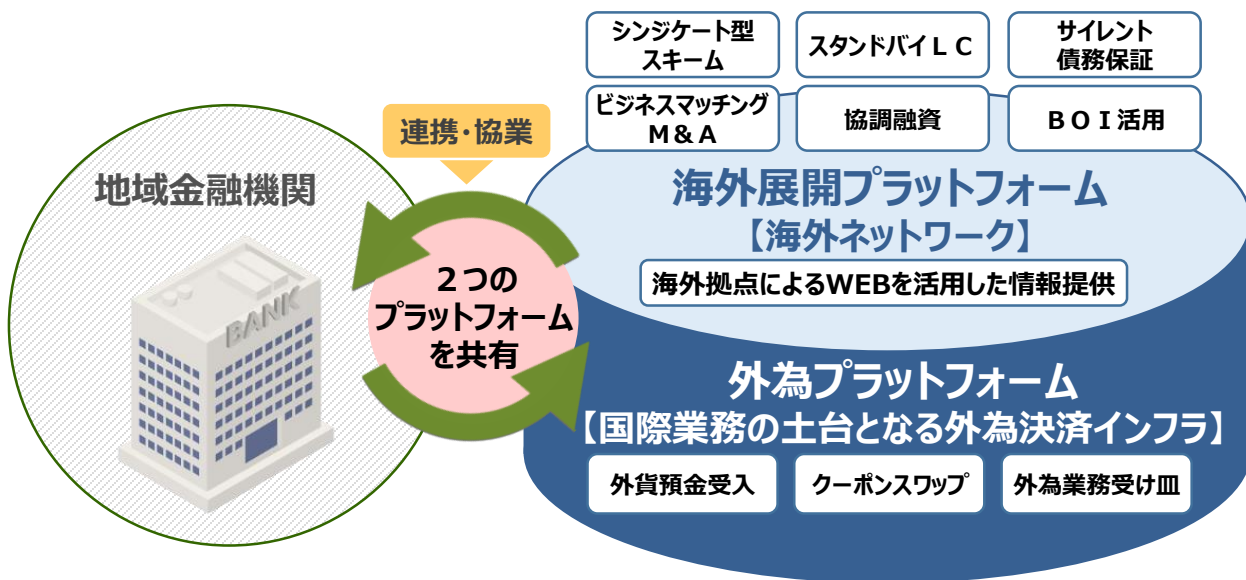 シンジケート型
スキーム
スタンドバイＬＣ
サイレント
債務保証
ビジネスマッチング
Ｍ＆Ａ
協調融資
ＢＯＩ活用
連携・協業
地域金融機関
BANK
２つの
プラットフォーム
を共有
海外展開プラットフォーム
【海外ネットワーク】
海外拠点によるWEBを活用した情報提供
外為プラットフォーム
【国際業務の土台となる外為決済インフラ】
外貨預金受入
クーポンスワップ
外為業務受け皿